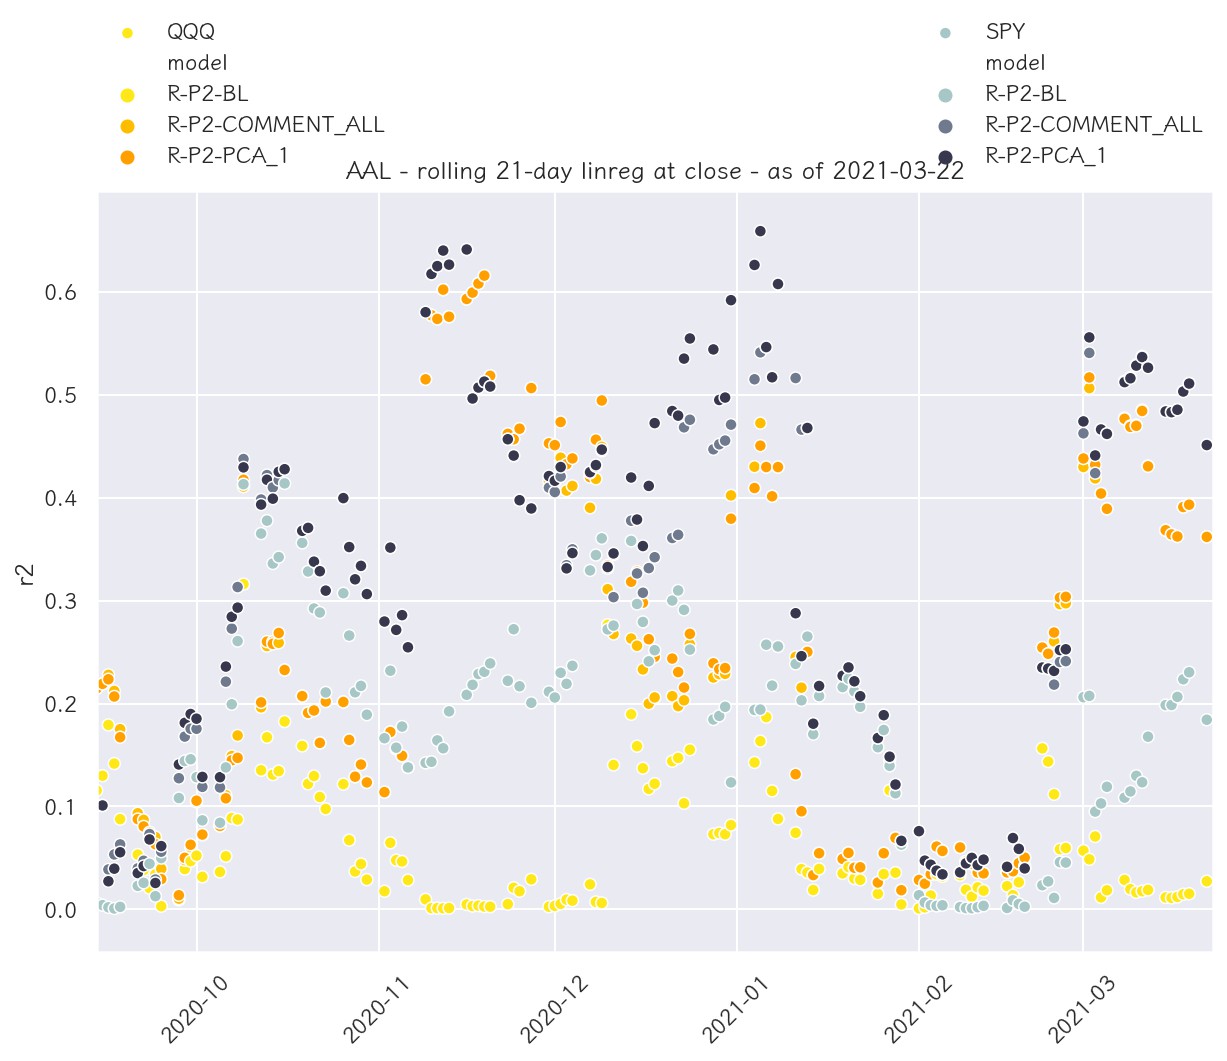 QQQ
model
R-P2-BL
R-P2-COMMENT_ALL
R-P2-PCA_1
SPY
model
R-P2-BL
R-P2-COMMENT_ALL
R-P2-PCA_1
AAL - rolling 21-day linreg at close - as of 2021-03-22
r2
0.6
0.5
0.4
0.3
0.2
0.1
0.0
2020-10
2020-11
2020-12
2021-01
2021-02
2021-03